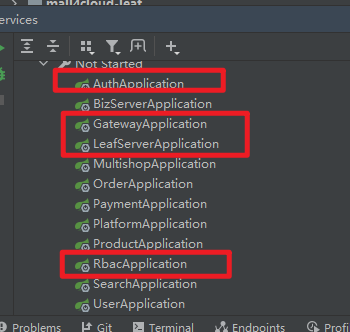 mall4cloud-leaf
ervices
Not Started
AuthApplication
BizServerApplication
GatewayApplication
LeafServerApplication
MultishopApplication
OrderApplication
PaymentApplication
PlatformApplication
ProductApplication
RbacApplication
SearchApplication
UserApplication
Problems Git Terminal Endpoints Profi